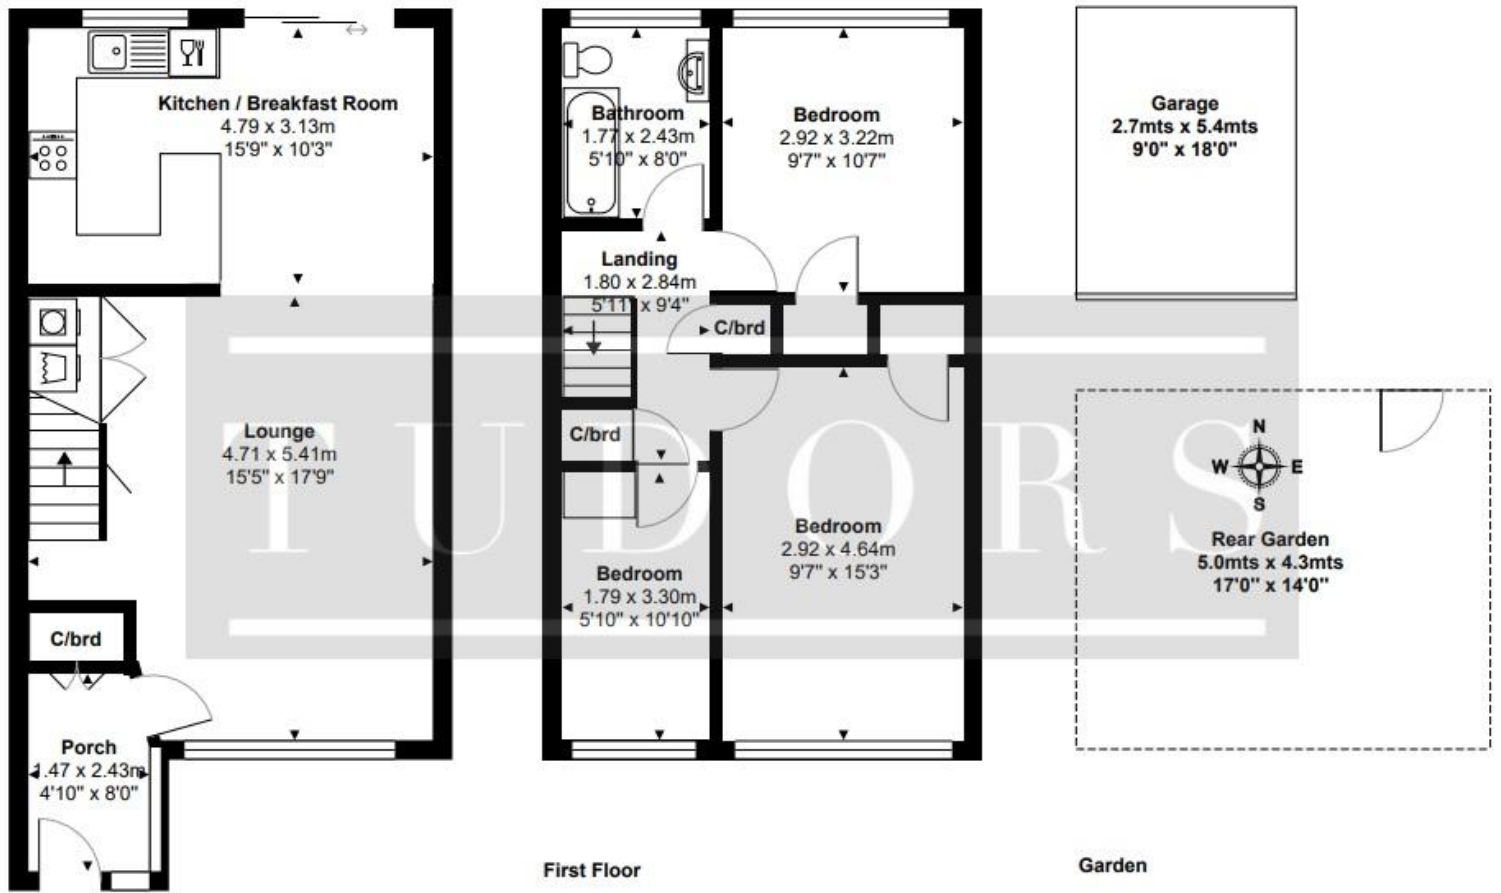 Kitchen / Breakfast Room
4.79 x 3.13m
15'9" x 10'3"
Lounge
4.71 x 5.41m
15'5" x 17'9"
C/brd
Porch
1.47 x 2.43m
4'10" x 8'0"
Bathroom
1.77 x 2.43m
5'10" x 8'0"
Bedroom
2.92 x 3.22m
9'7" x 10'7"
Landing
1.80 x 2.84m
5'11" x 9'4"
C/brd
C/brd
Bedroom
1.79 x 3.30m
5'10" x 10'10"
Bedroom
2.92 x 4.64m
9'7" x 15'3"
First Floor
Garage
2.7mts x 5.4mts
9'0" x 18'0"
N
W E
S
Rear Garden
5.0mts x 4.3mts
17'0" x 14'0"
Garden
TUDORS